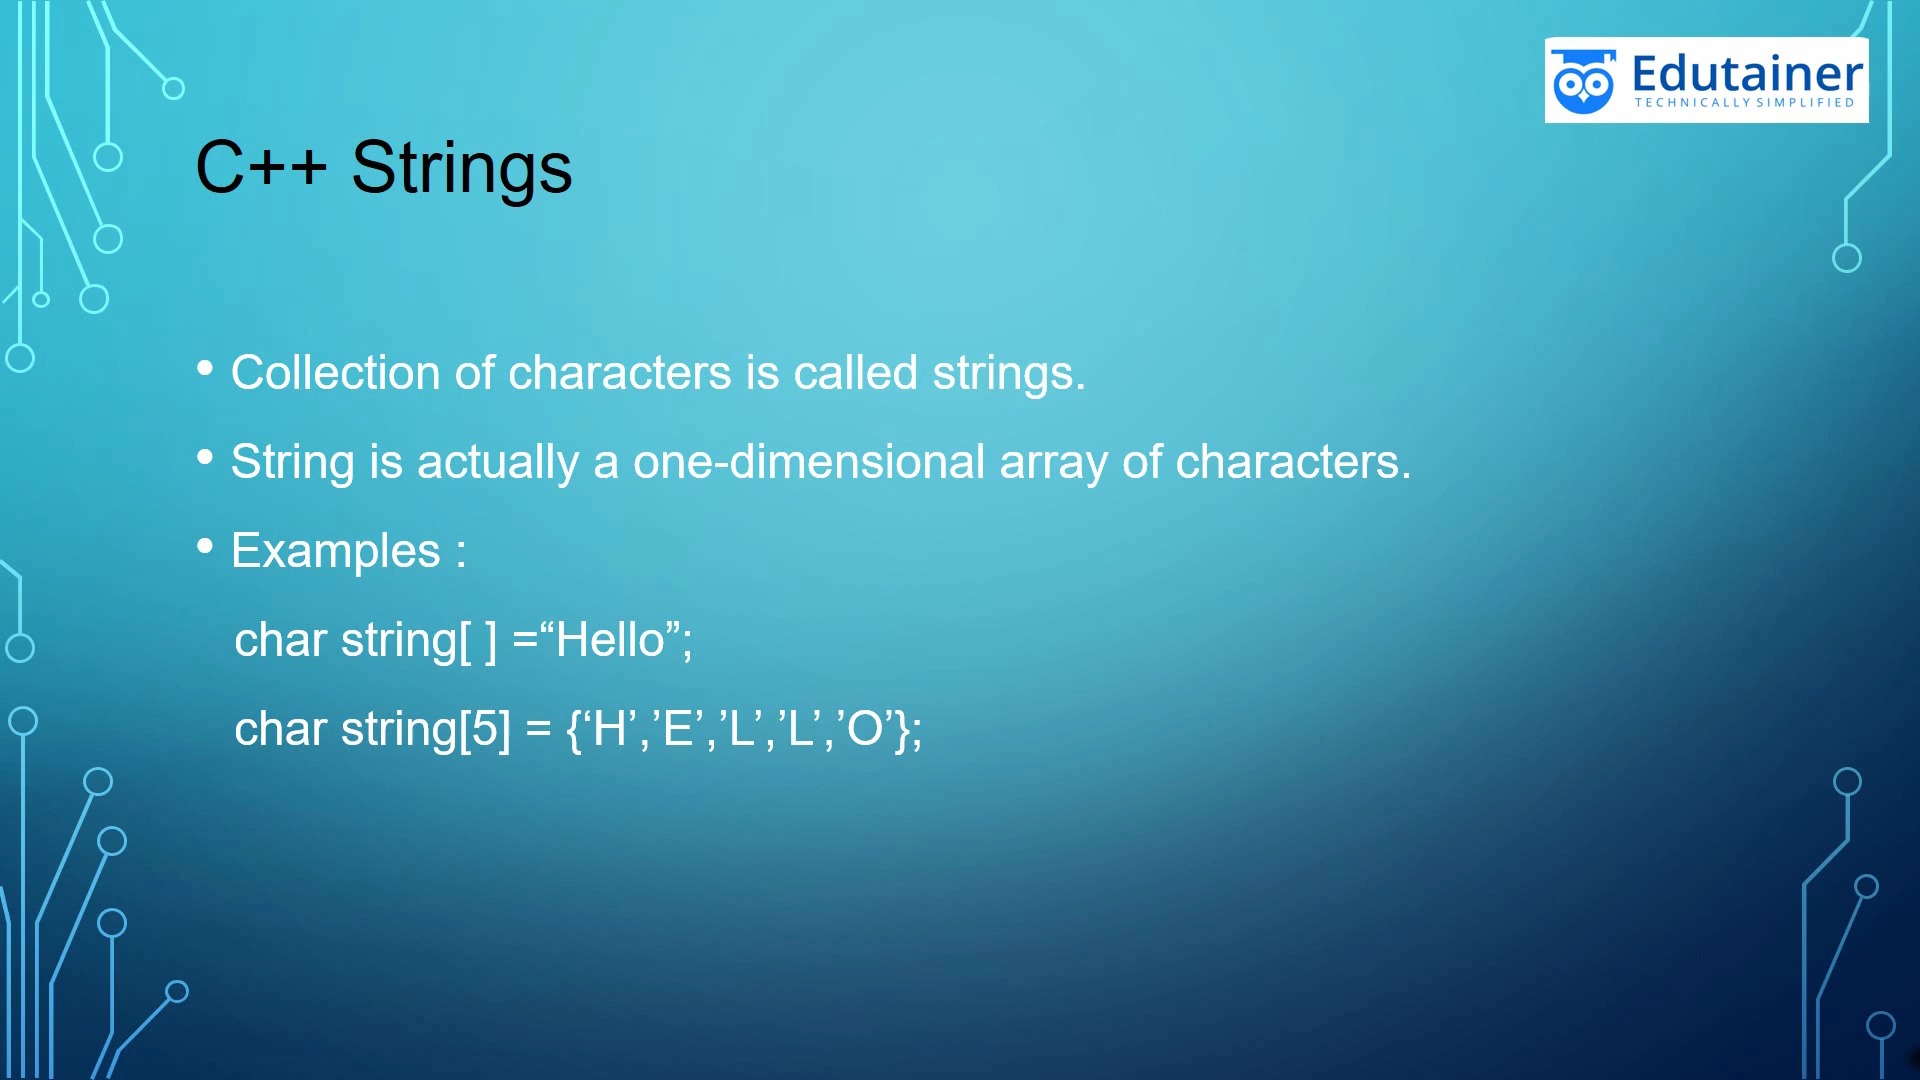 Edutainer
TECHNICALLY SIMPLIFIED
C++ Strings
• Collection of characters is called strings.
• String is actually a one-dimensional array of characters.
• Examples :
char string[ ] =“Hello”;
char string[5] = {‘H’,’E’,’L’,’L’,’O’};